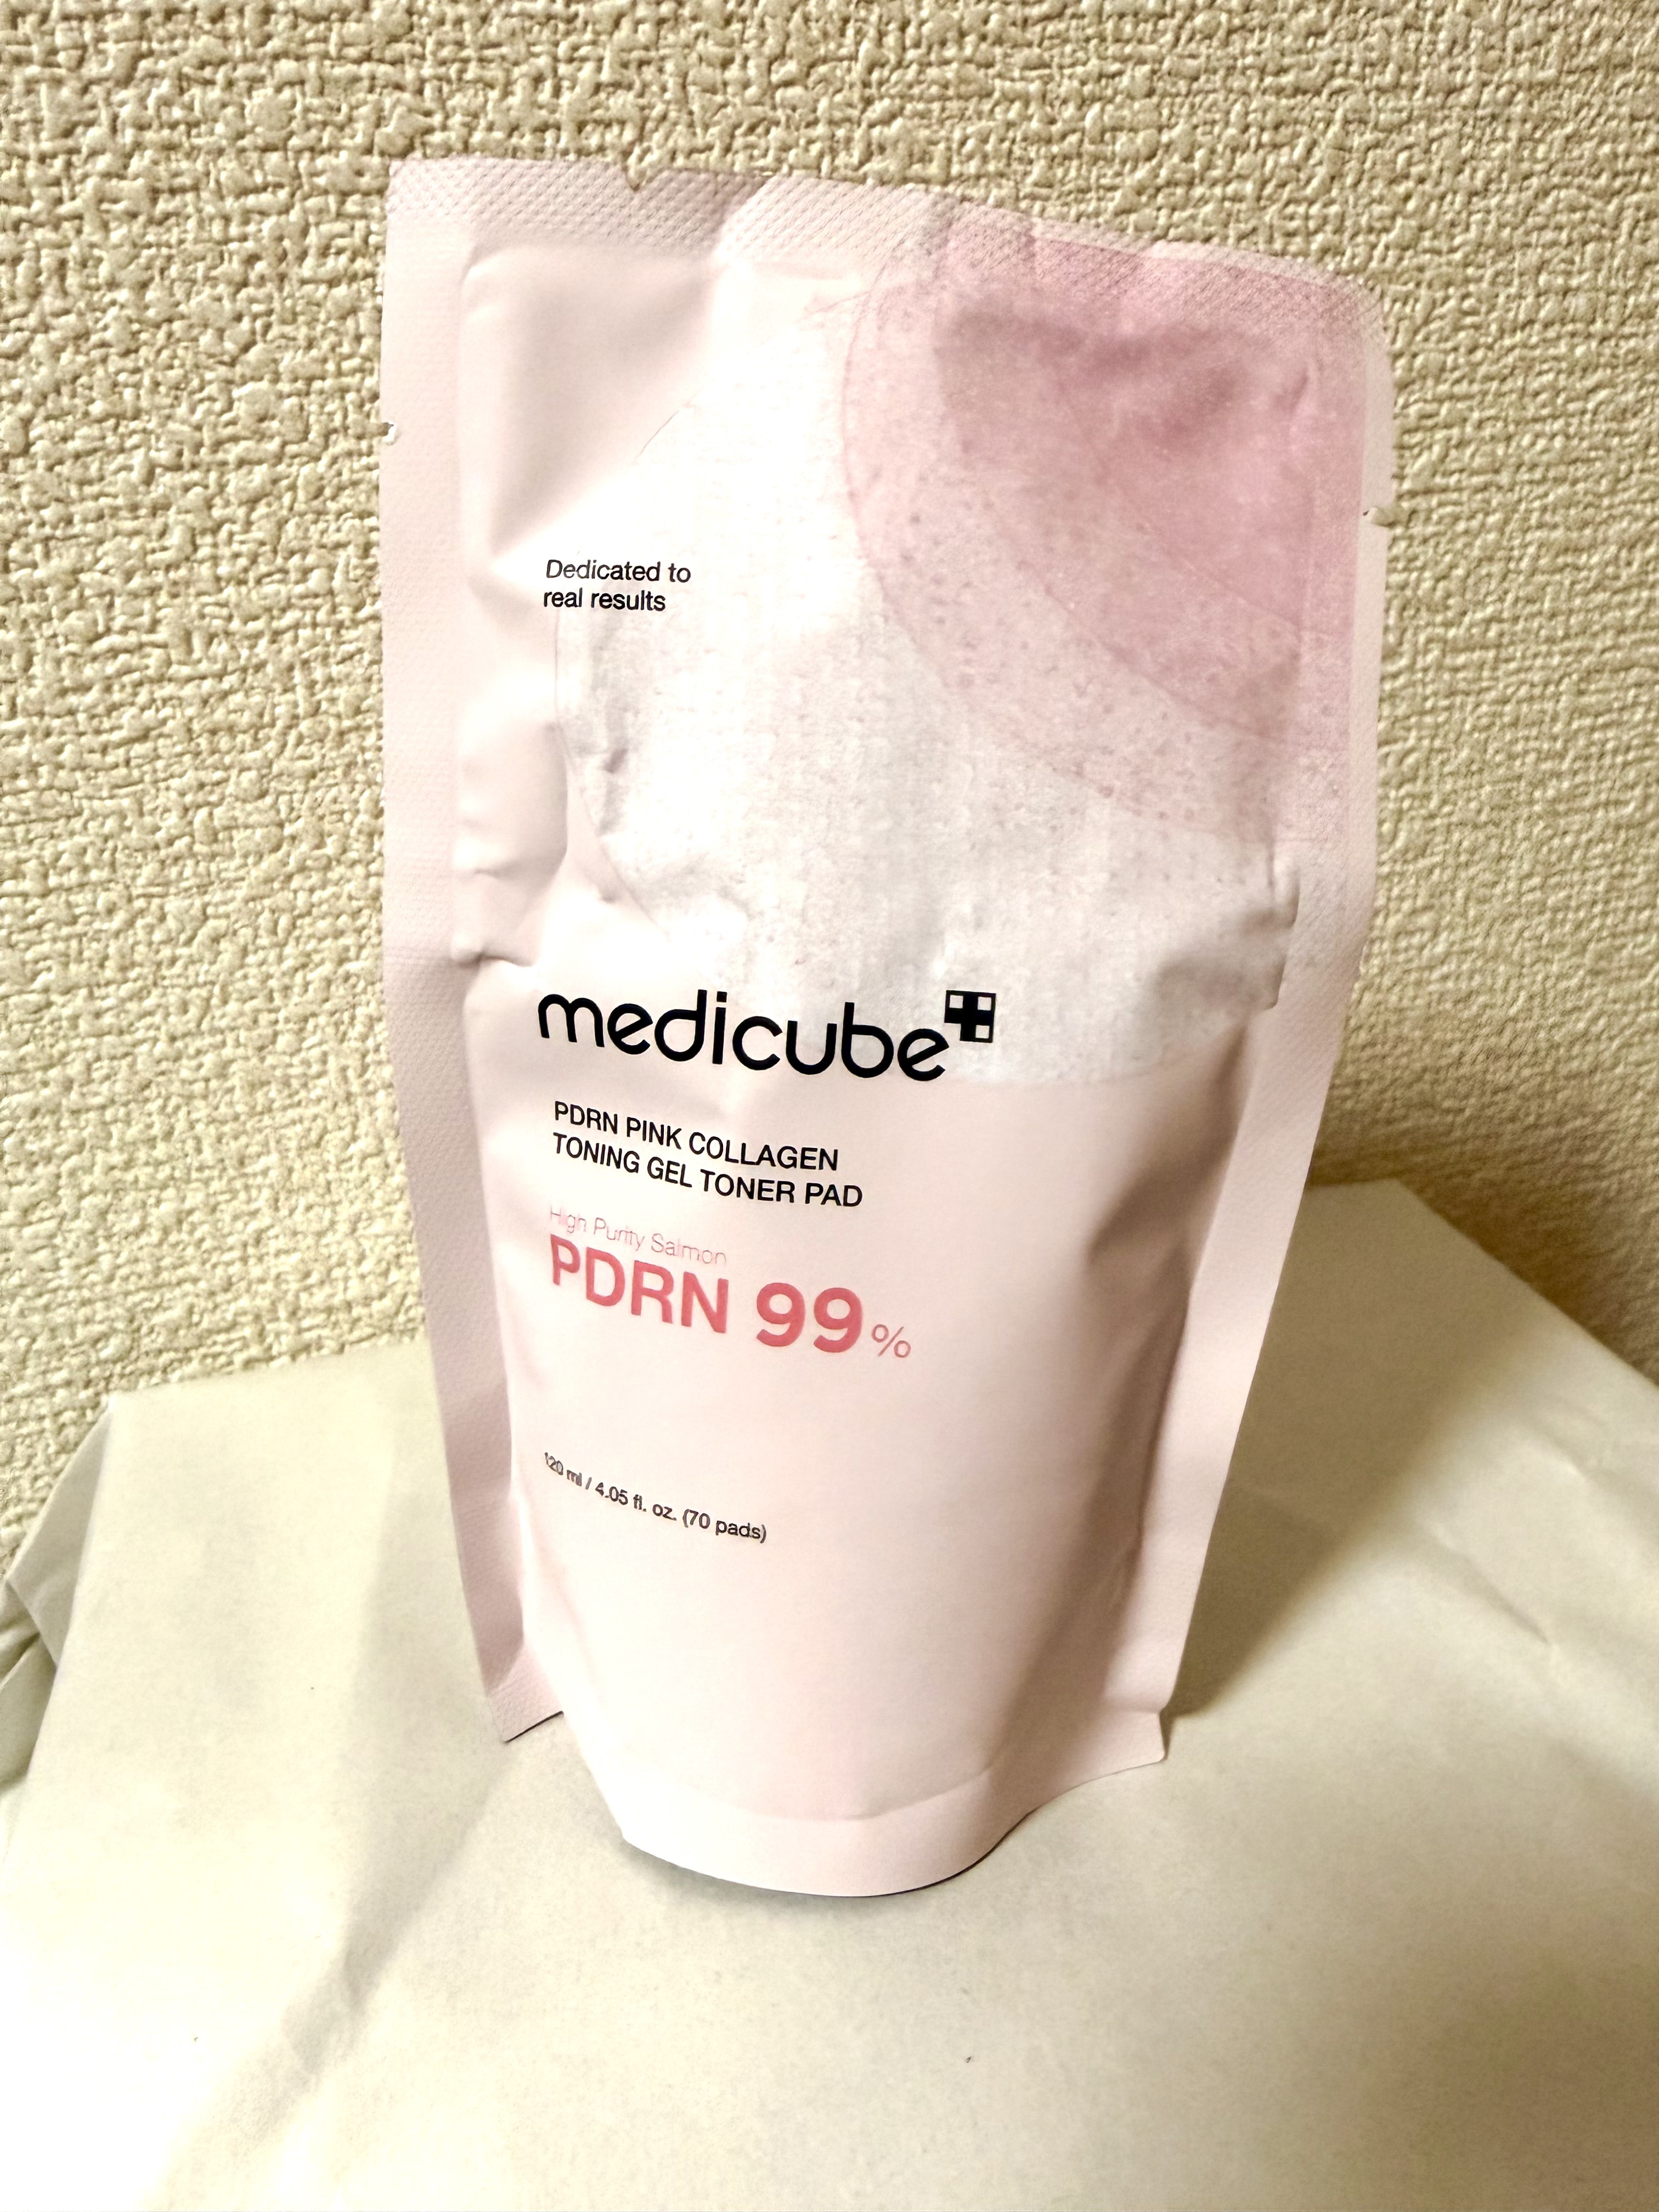 Dedicated to
real results
medicube
PDRN PINK COLLAGEN
TONING GEL TONER PAD
High Purity Salmon
PDRN 99%
120 ml / 4.05 fl. oz. (70 pads)